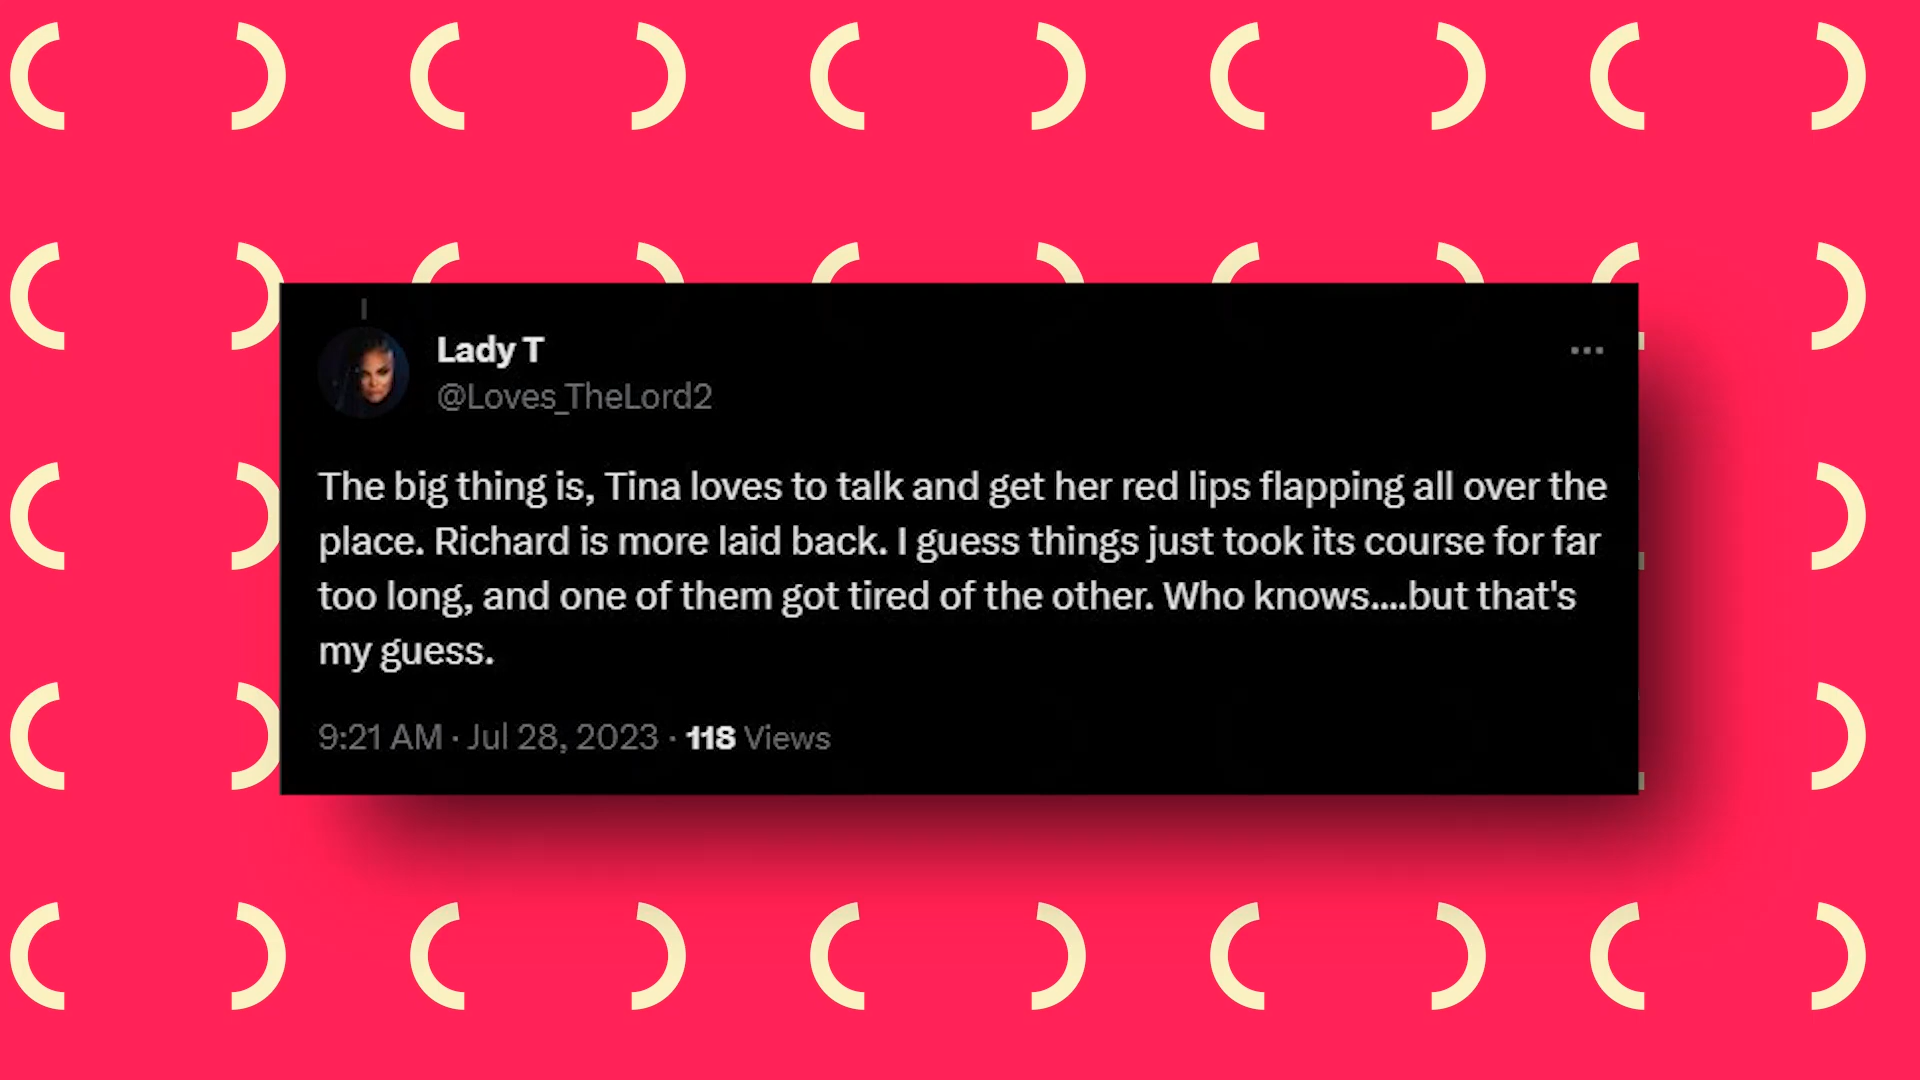 Lady T
@Loves_TheLord2
The big thing is, Tina loves to talk and get her red lips flapping all over the
place. Richard is more laid back. I guess things just took its course for far
too long, and one of them got tired of the other. Who knows....but that's
my guess.
9:21 AM · Jul 28, 2023 · 118 Views